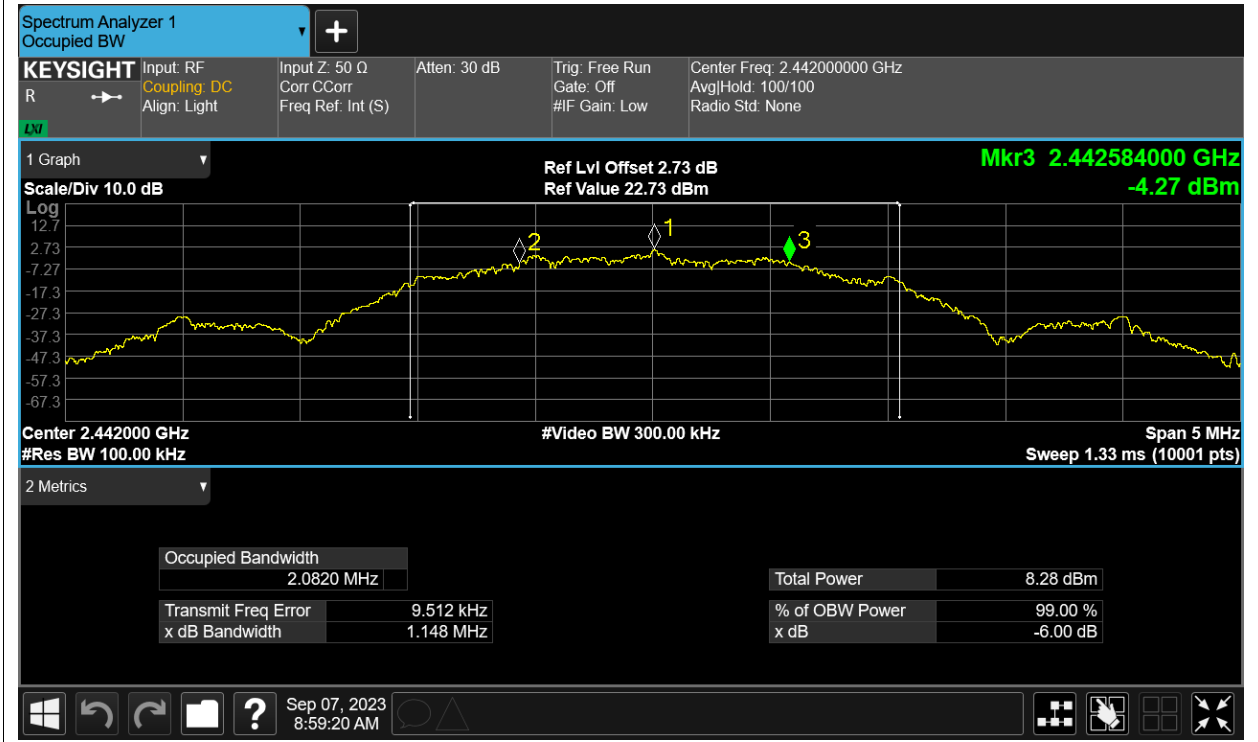 Spectrum Analyzer 1
Occupied BW
KEYSIGHT
R
LXI
Input: RF
Coupling: DC
Align: Light
Input Z: 50 Ω
Corr CCorr
Freq Ref: Int (S)
Atten: 30 dB
Trig: Free Run
Gate: Off
#IF Gain: Low
Center Freq: 2.442000000 GHz
Avg|Hold: 100/100
Radio Std: None
1 Graph
Scale/Div 10.0 dB
Ref Lvl Offset 2.73 dB
Ref Value 22.73 dBm
Mkr3 2.442584000 GHz
-4.27 dBm
Log
12.7
2.73
-7.27
-17.3
-27.3
-37.3
-47.3
-57.3
-67.3
2
1
3
Center 2.442000 GHz
#Video BW 300.00 kHz
Span 5 MHz
#Res BW 100.00 kHz
Sweep 1.33 ms (10001 pts)
2 Metrics
Occupied Bandwidth
2.0820 MHz
Total Power 8.28 dBm
Transmit Freq Error 9.512 kHz
% of OBW Power 99.00 %
x dB Bandwidth 1.148 MHz
x dB -6.00 dB
?
Sep 07, 2023
8:59:20 AM